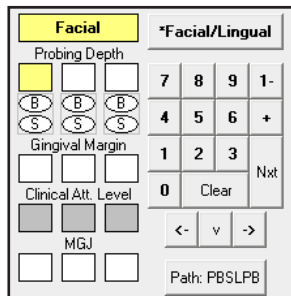 Facial
*Facial/Lingual
Probing Depth
7 8 9 1-
B B B
S S S
4 5 6 +
Gingival Margin
1 2 3
Nxt
0 Clear
Clinical Att. Level
<- v ->
MGJ
Path: PBSLPB